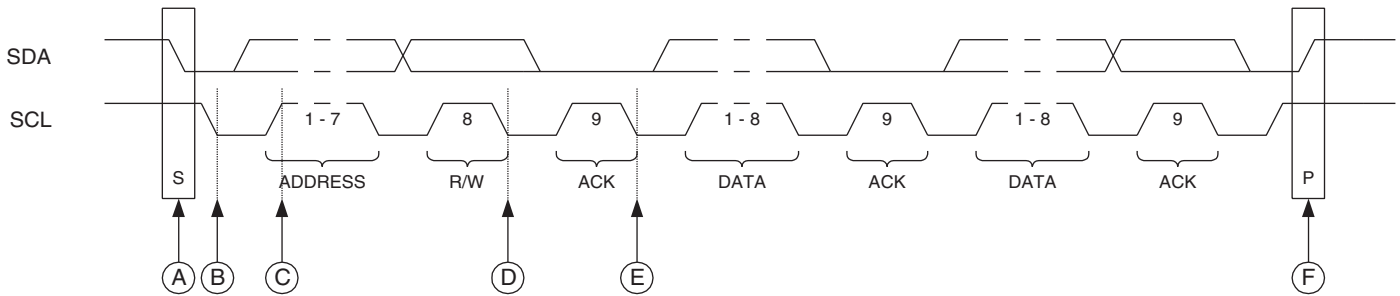 SDA
SCL
1 - 7 8 9 1 - 8 9 1 - 8 9
S ADDRESS R/W ACK DATA ACK DATA ACK P
A B C D E F